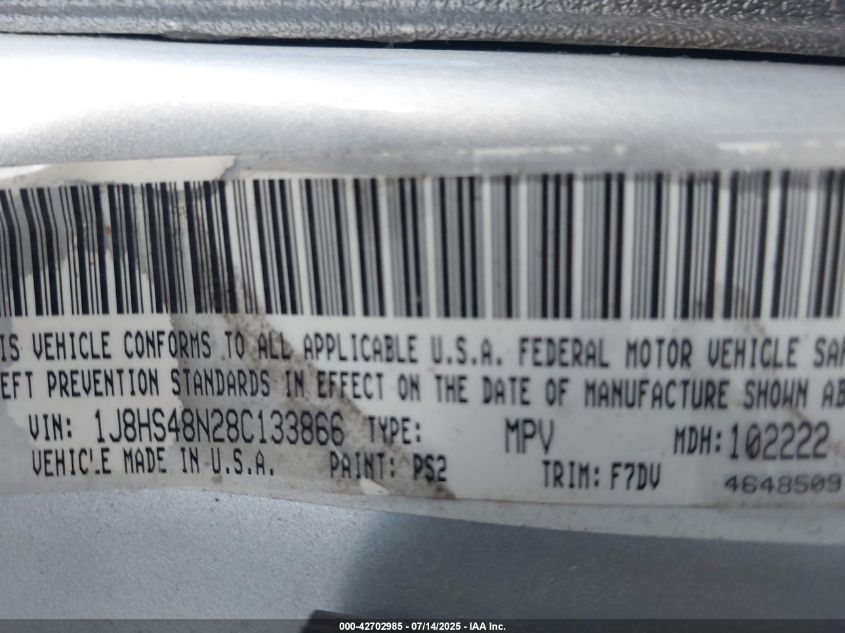 IS VEHICLE CONFORMS TO ALL APPLICABLE U.S.A. FEDERAL MOTOR VEHICLE SAF
EFT PREVENTION STANDARDS IN EFFECT ON THE DATE OF MANUFACTURE SHOWN AB
VIN: 1J8HS48N28C133866 TYPE: MPV MDH: 102222
VEHICLE MADE IN U.S.A. PAINT: PS2 TRIM: F7DV 4648509
000-42702985 - 07/14/2025 - IAA Inc.